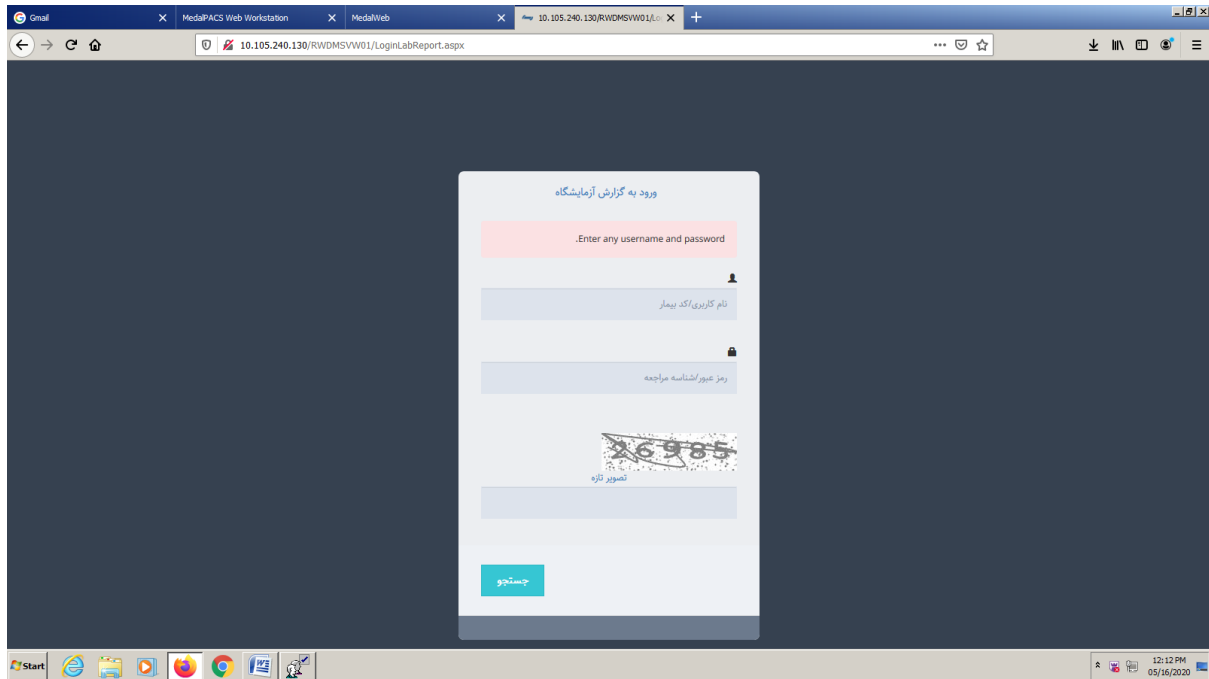 Gmail
MedalPACS Web Workstation
MedalWeb
10.105.240.130/RWDMSVW01/Lo
10.105.240.130/RWDMSVW01/LoginLabReport.aspx
ورود به گزارش آزمایشگاه
.Enter any username and password
نام کاربری/کد بیمار
رمز عبور/شناسه مراجعه
26985
تصویر تازه
جستجو
Start
12:12 PM
05/16/2020